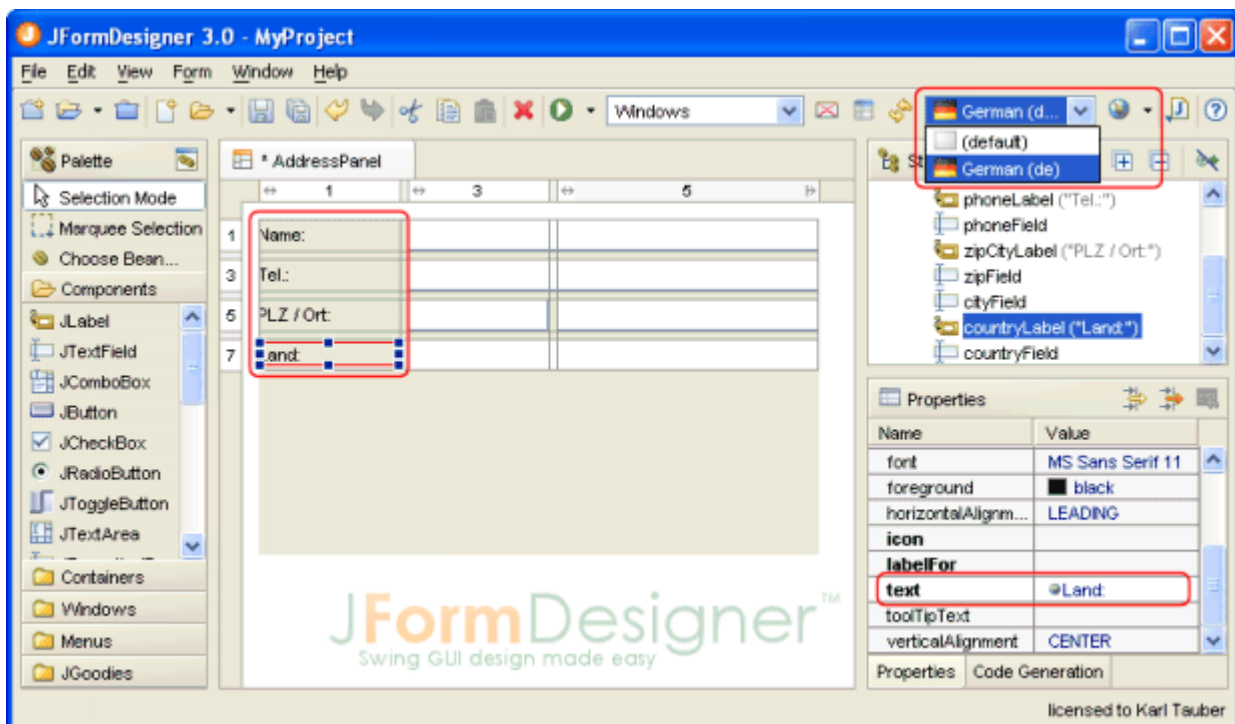 JFormDesigner 3.0 - MyProject
File Edit View Form Window Help
Windows
German (d...
(default)
German (de)
Palette
* AddressPanel
St
Selection Mode
Marquee Selection
Choose Bean...
Components
JLabel
JTextField
JComboBox
JButton
JCheckBox
JRadioButton
JToggleButton
JTextArea
Containers
Windows
Menus
JGoodies
1 3 5
1 Name:
3 Tel.:
5 PLZ / Ort:
7 Land:
JFormDesigner™
Swing GUI design made easy
phoneLabel ("Tel.:")
phoneField
zipCityLabel ("PLZ / Ort:")
zipField
cityField
countryLabel ("Land:")
countryField
Properties
Name Value
font MS Sans Serif 11
foreground black
horizontalAlignm... LEADING
icon
labelFor
text Land:
toolTipText
verticalAlignment CENTER
Properties Code Generation
licensed to Karl Tauber